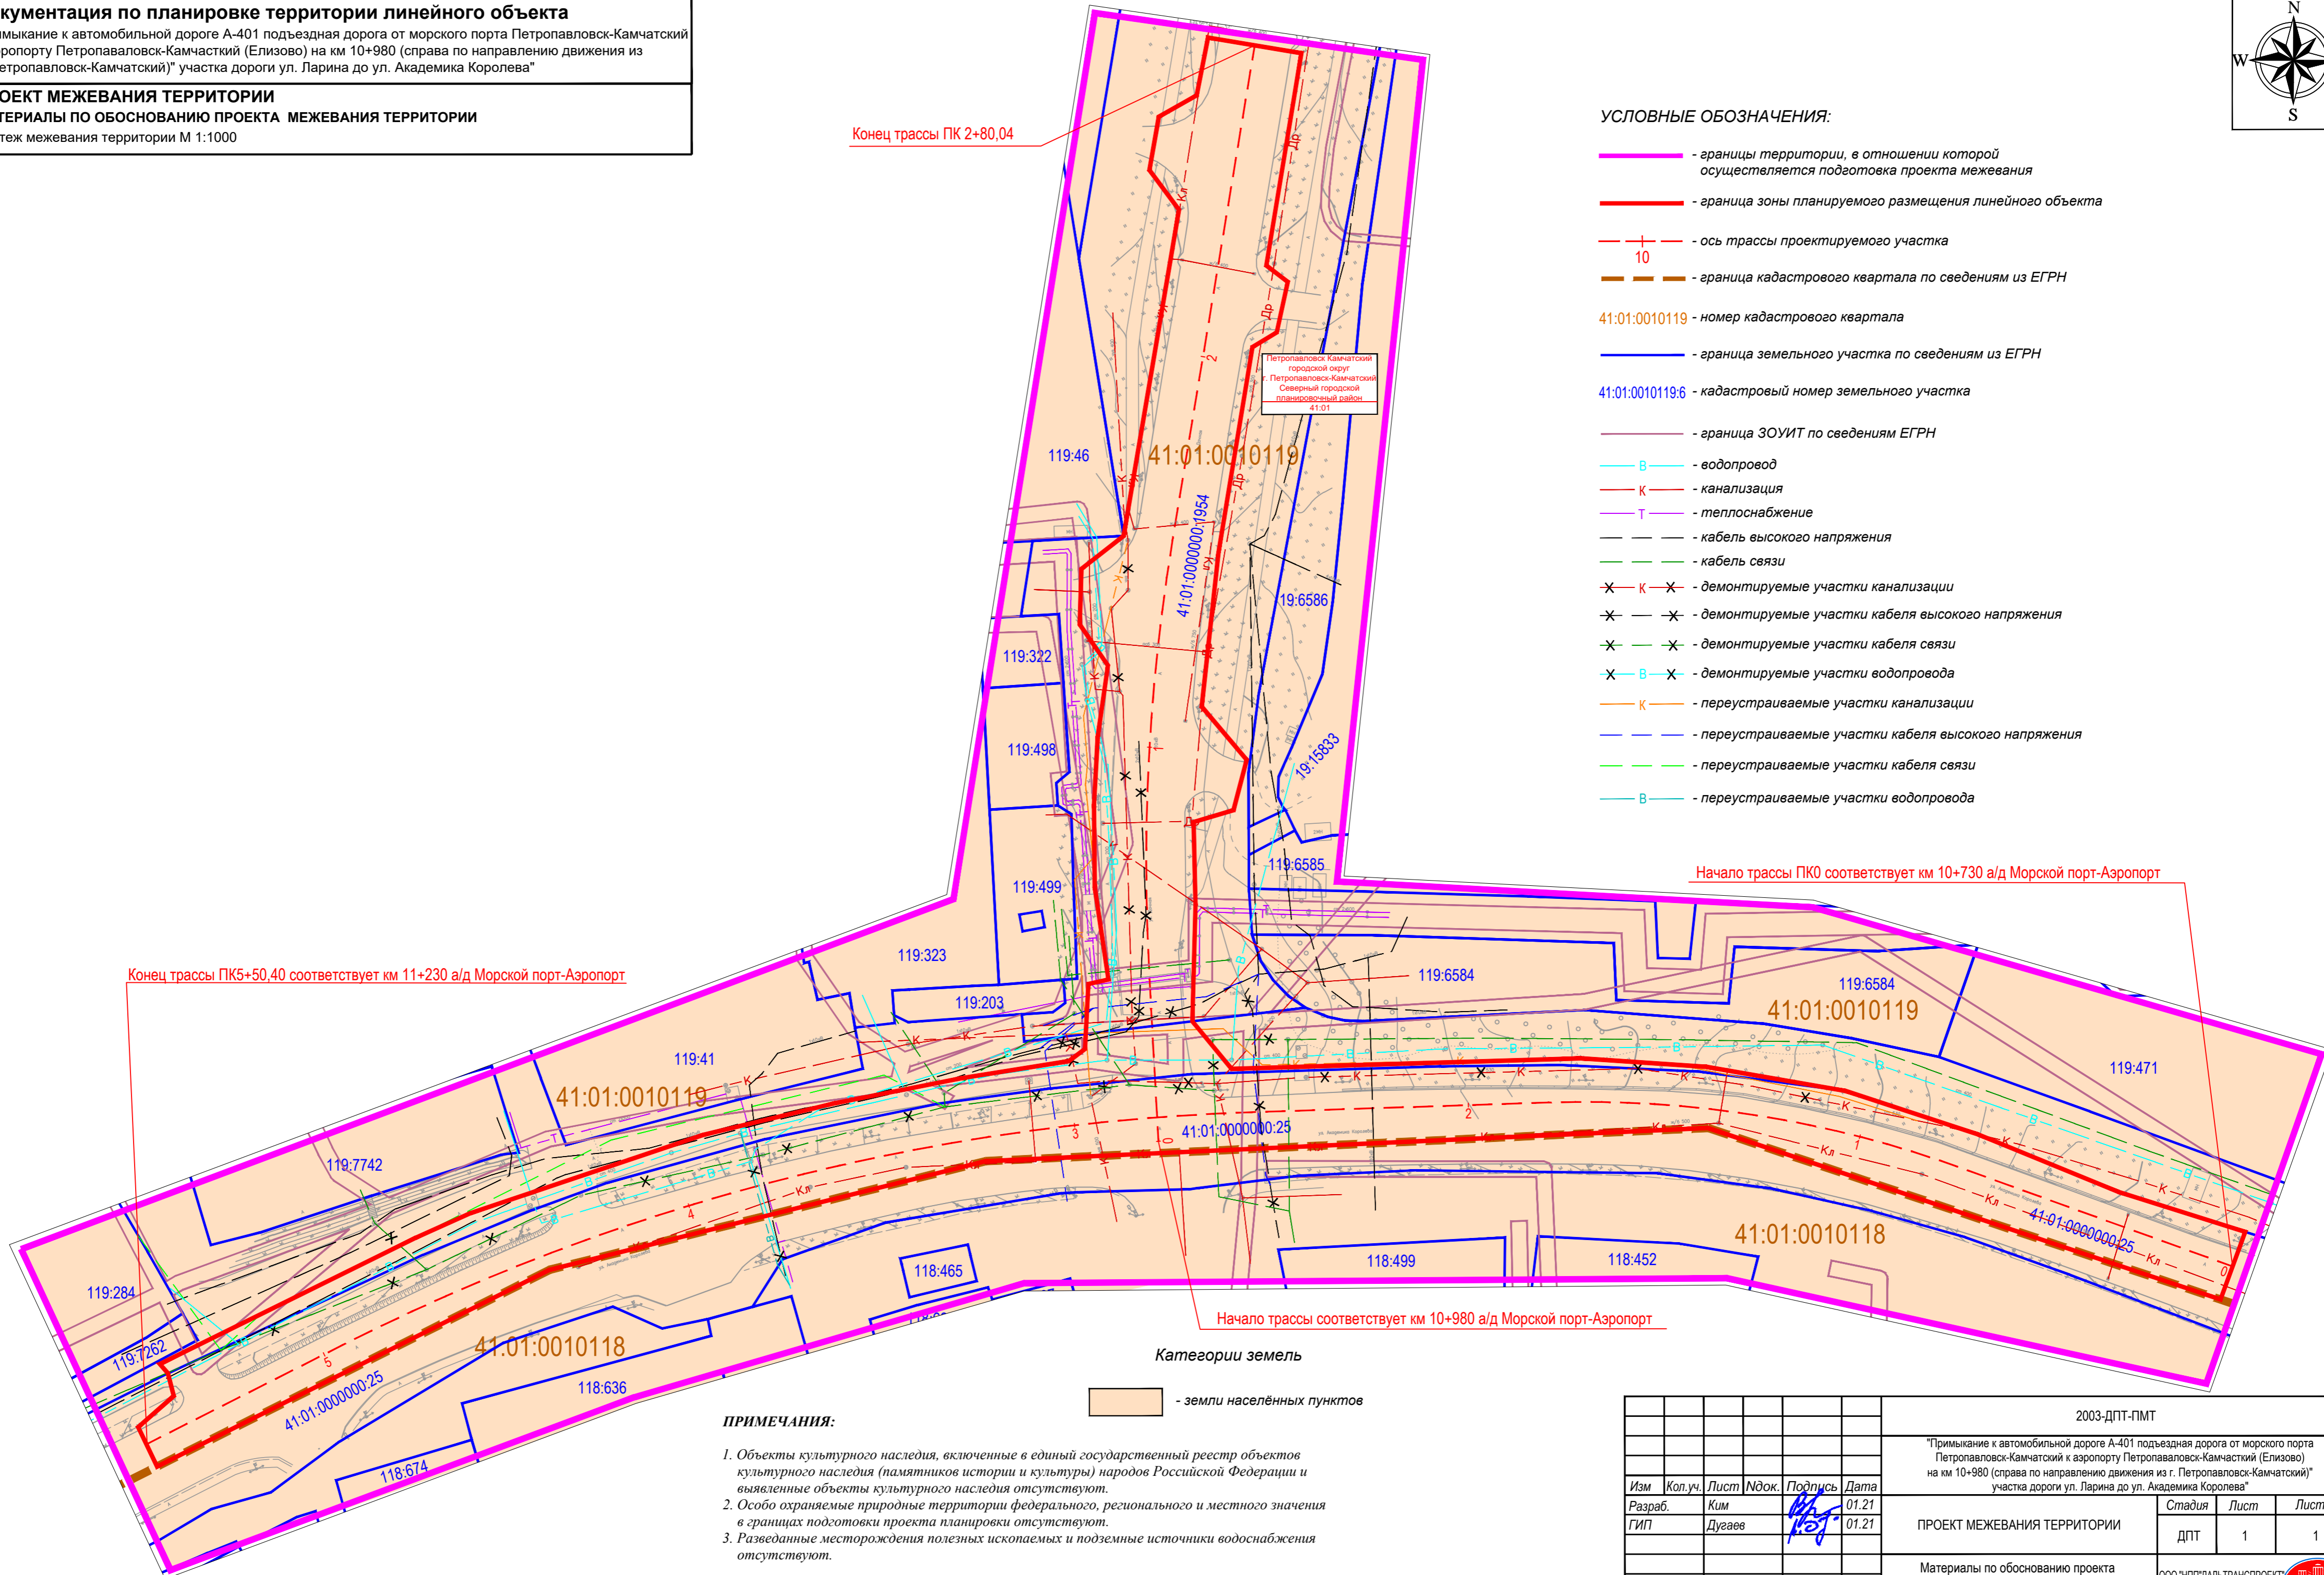 кументация по планировке территории линейного объекта
имыкание к автомобильной дороге А-401 подъездная дорога от морского порта Петропавловск-Камчатский
ропорту Петропаваловск-Камчасткий (Елизово) на км 10+980 (справа по направлению движения из
етропавловск-Камчатский)" участка дороги ул. Ларина до ул. Академика Королева"
ОЕКТ МЕЖЕВАНИЯ ТЕРРИТОРИИ
ТЕРИАЛЫ ПО ОБОСНОВАНИЮ ПРОЕКТА МЕЖЕВАНИЯ ТЕРРИТОРИИ
теж межевания территории М 1:1000
N
W
S
Конец трассы ПК 2+80,04
УСЛОВНЫЕ ОБОЗНАЧЕНИЯ:
- границы территории, в отношении которой
осуществляется подготовка проекта межевания
- граница зоны планируемого размещения линейного объекта
- ось трассы проектируемого участка
10
- граница кадастрового квартала по сведениям из ЕГРН
41:01:0010119 - номер кадастрового квартала
- граница земельного участка по сведениям из ЕГРН
41:01:0010119:6 - кадастровый номер земельного участка
- граница ЗОУИТ по сведениям ЕГРН
В - водопровод
К - канализация
Т - теплоснабжение
- кабель высокого напряжения
- кабель связи
К - демонтируемые участки канализации
- демонтируемые участки кабеля высокого напряжения
- демонтируемые участки кабеля связи
В - демонтируемые участки водопровода
К - переустраиваемые участки канализации
- переустраиваемые участки кабеля высокого напряжения
- переустраиваемые участки кабеля связи
В - переустраиваемые участки водопровода
Петропавловск Камчатский
городской округ
г. Петропавловск-Камчатский
Северный городской
планировочный район
41:01
119:46
41:01:0010119
41:01:0000000:1954
19:6586
119:322
119:498
19:15833
119:6585
119:499
Начало трассы ПК0 соответствует км 10+730 а/д Морской порт-Аэропорт
119:323
Конец трассы ПК5+50,40 соответствует км 11+230 а/д Морской порт-Аэропорт
119:203
119:6584
119:6584
41:01:0010119
119:41
119:471
41:01:0010119
41:01:0000000:25
119:7742
41:01:0000000:25
41:01:0010118
118:465
118:499
118:452
119:284
Начало трассы соответствует км 10+980 а/д Морской порт-Аэропорт
119:7262
41:01:0010118
41:01:0000000:25
118:636
118:674
Категории земель
- земли населённых пунктов
ПРИМЕЧАНИЯ:
1. Объекты культурного наследия, включенные в единый государственный реестр объектов
культурного наследия (памятников истории и культуры) народов Российской Федерации и
выявленные объекты культурного наследия отсутствуют.
2. Особо охраняемые природные территории федерального, регионального и местного значения
в границах подготовки проекта планировки отсутствуют.
3. Разведанные месторождения полезных ископаемых и подземные источники водоснабжения
отсутствуют.
2003-ДПТ-ПМТ
"Примыкание к автомобильной дороге А-401 подъездная дорога от морского порта
Петропавловск-Камчатский к аэропорту Петропаваловск-Камчасткий (Елизово)
на км 10+980 (справа по направлению движения из г. Петропавловск-Камчатский)"
участка дороги ул. Ларина до ул. Академика Королева"
Изм Кол.уч. Лист Nдок. Подпись Дата
Разраб. Ким 01.21
ГИП Дугаев 01.21
ПРОЕКТ МЕЖЕВАНИЯ ТЕРРИТОРИИ
Стадия Лист Лист
ДПТ 1 1
Материалы по обоснованию проекта
ООО "НПП"ДАЛЬТРАНСПРОЕКТ"